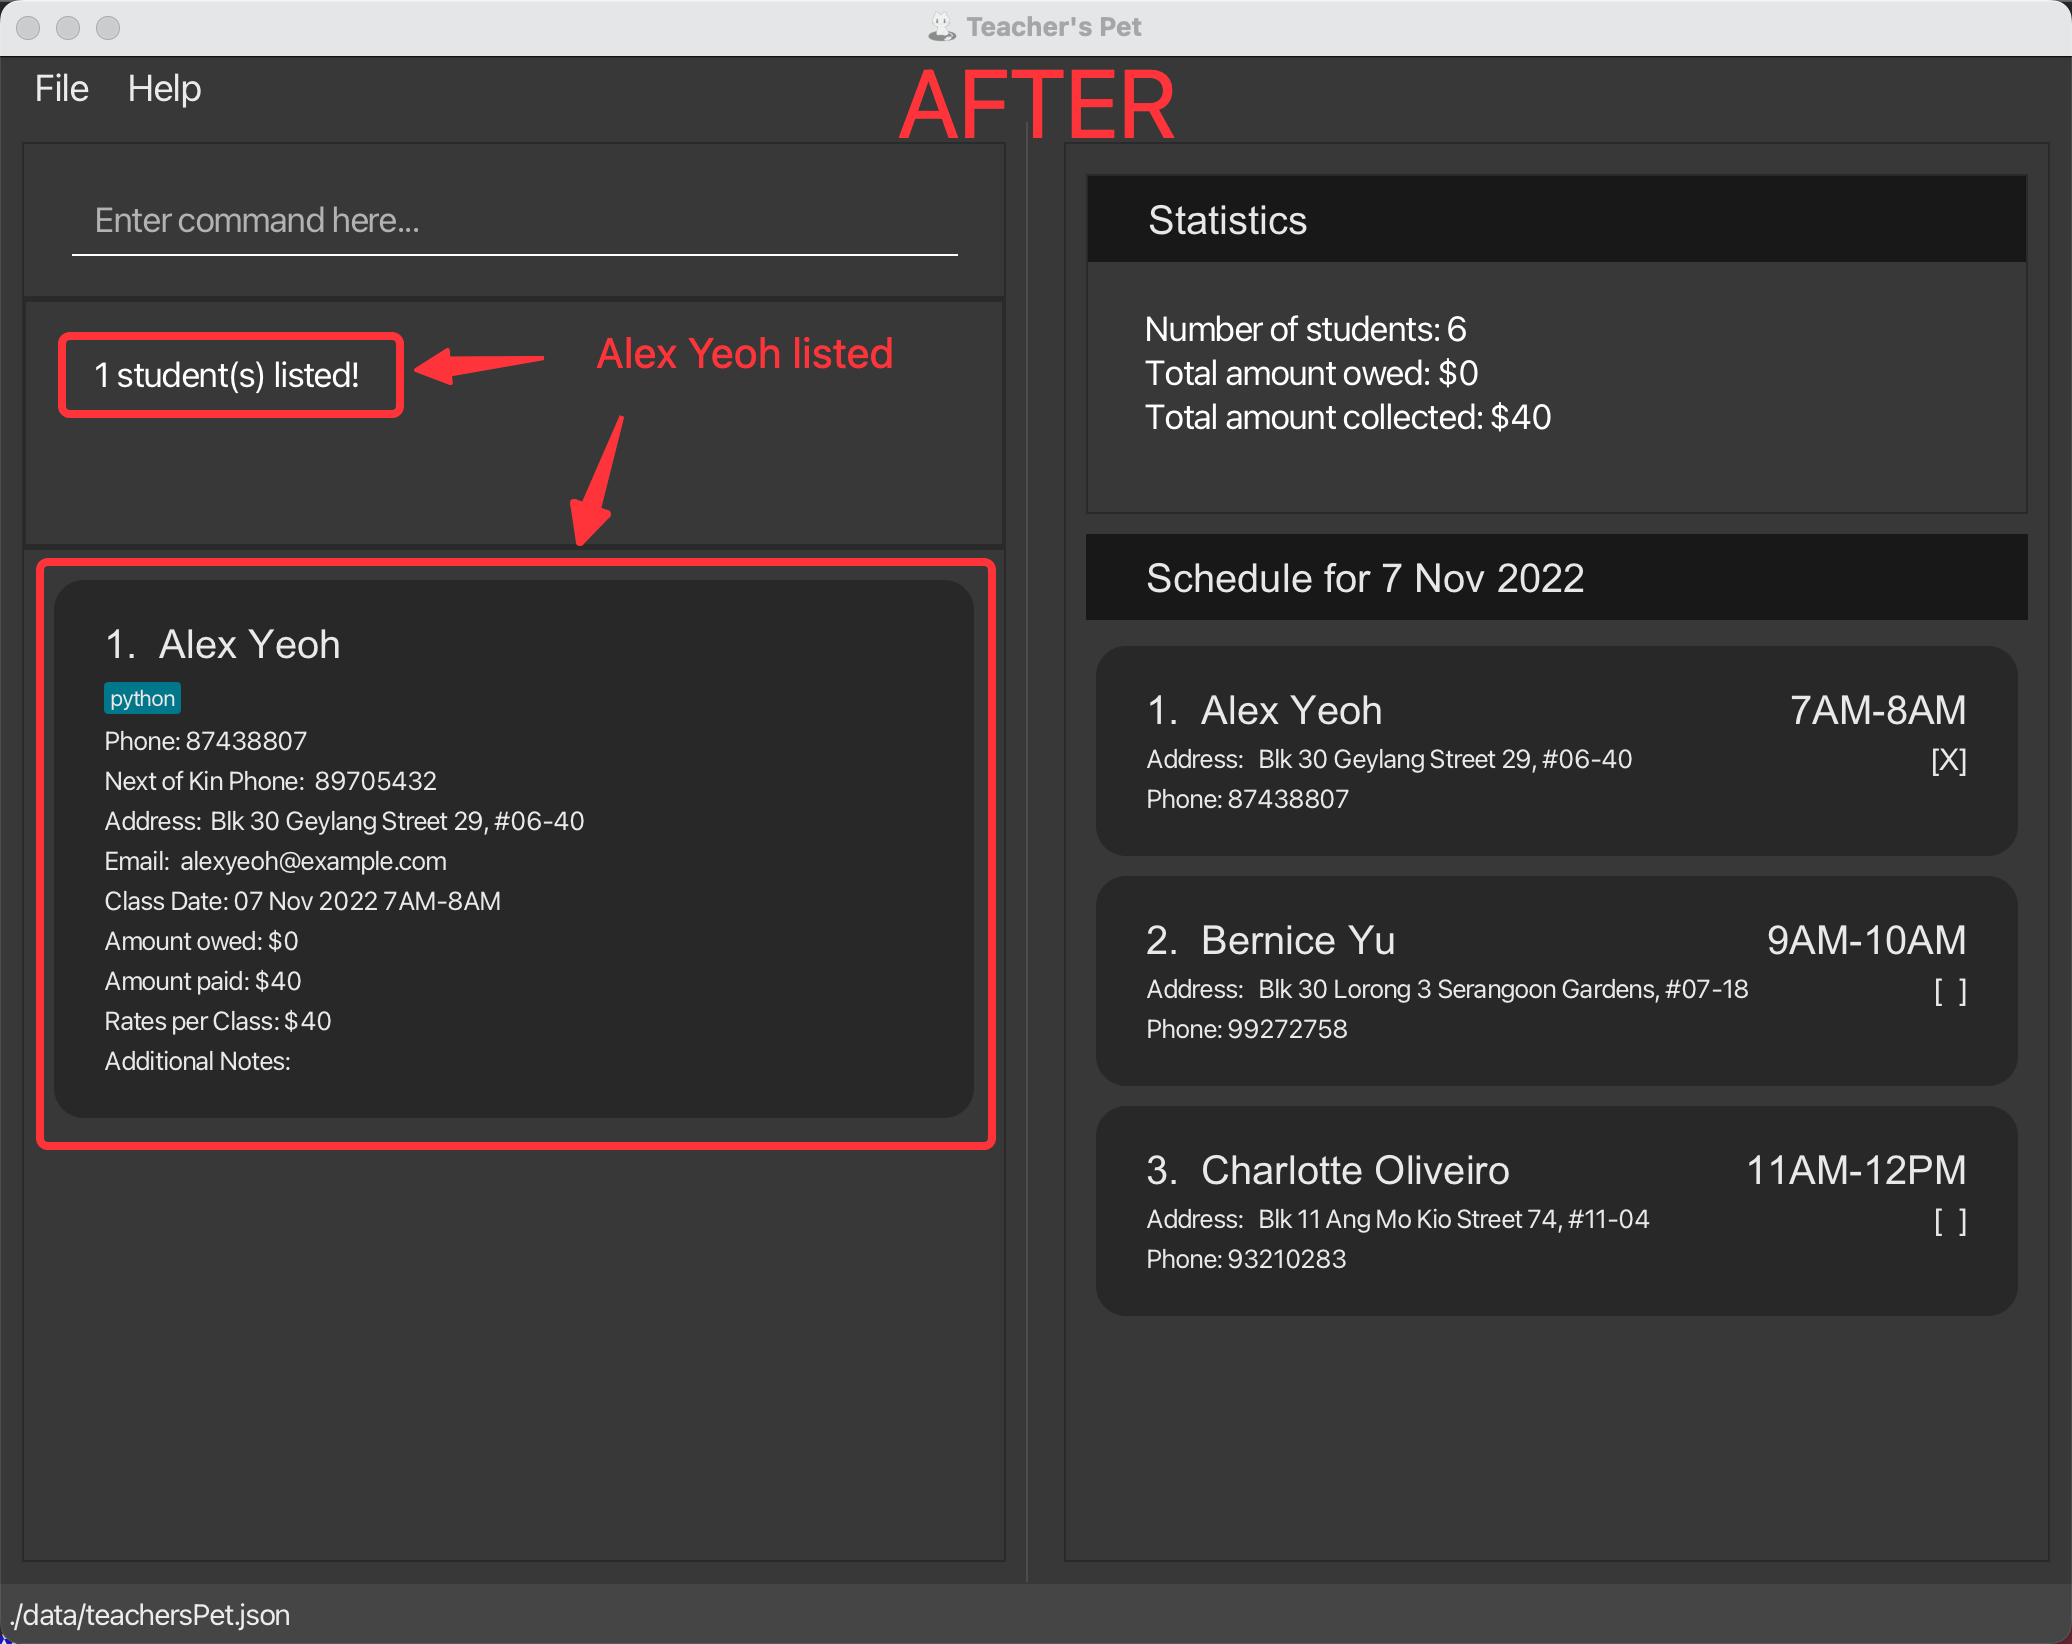 Teacher's Pet
File Help
AFTER
Enter command here...
1 student(s) listed!
Alex Yeoh listed
1. Alex Yeoh
python
Phone: 87438807
Next of Kin Phone: 89705432
Address: Blk 30 Geylang Street 29, #06-40
Email: alexyeoh@example.com
Class Date: 07 Nov 2022 7AM-8AM
Amount owed: $0
Amount paid: $40
Rates per Class: $40
Additional Notes:
Statistics
Number of students: 6
Total amount owed: $0
Total amount collected: $40
Schedule for 7 Nov 2022
1. Alex Yeoh 7AM-8AM
Address: Blk 30 Geylang Street 29, #06-40 [X]
Phone: 87438807
2. Bernice Yu 9AM-10AM
Address: Blk 30 Lorong 3 Serangoon Gardens, #07-18 [ ]
Phone: 99272758
3. Charlotte Oliveiro 11AM-12PM
Address: Blk 11 Ang Mo Kio Street 74, #11-04 [ ]
Phone: 93210283
./data/teachersPet.json